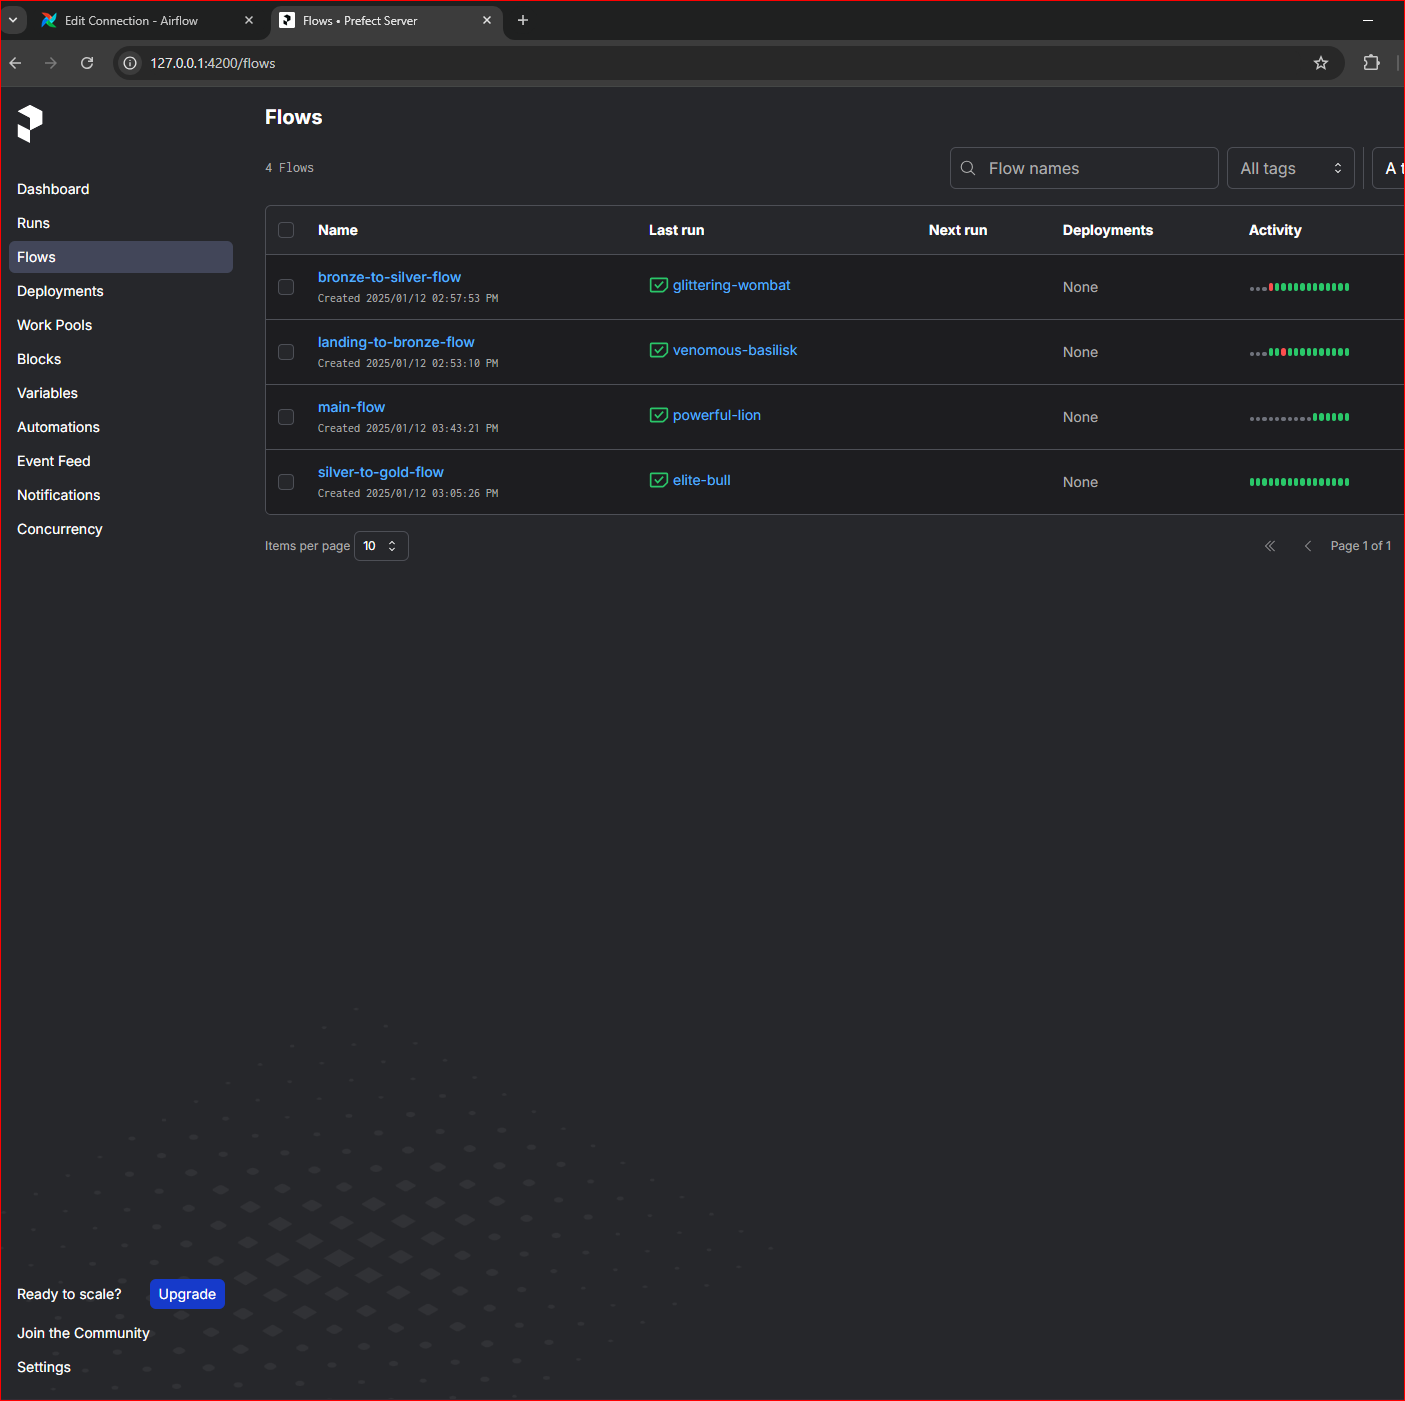 Edit Connection - Airflow
Flows • Prefect Server
127.0.0.1:4200/flows
Flows
4 Flows
Flow names
All tags
A t
Dashboard
Runs
Flows
Deployments
Work Pools
Blocks
Variables
Automations
Event Feed
Notifications
Concurrency
Name Last run Next run Deployments Activity
bronze-to-silver-flow glittering-wombat None
Created 2025/01/12 02:57:53 PM
landing-to-bronze-flow venomous-basilisk None
Created 2025/01/12 02:53:10 PM
main-flow powerful-lion None
Created 2025/01/12 03:43:21 PM
silver-to-gold-flow elite-bull None
Created 2025/01/12 03:05:26 PM
Items per page 10 Page 1 of 1
Ready to scale? Upgrade
Join the Community
Settings